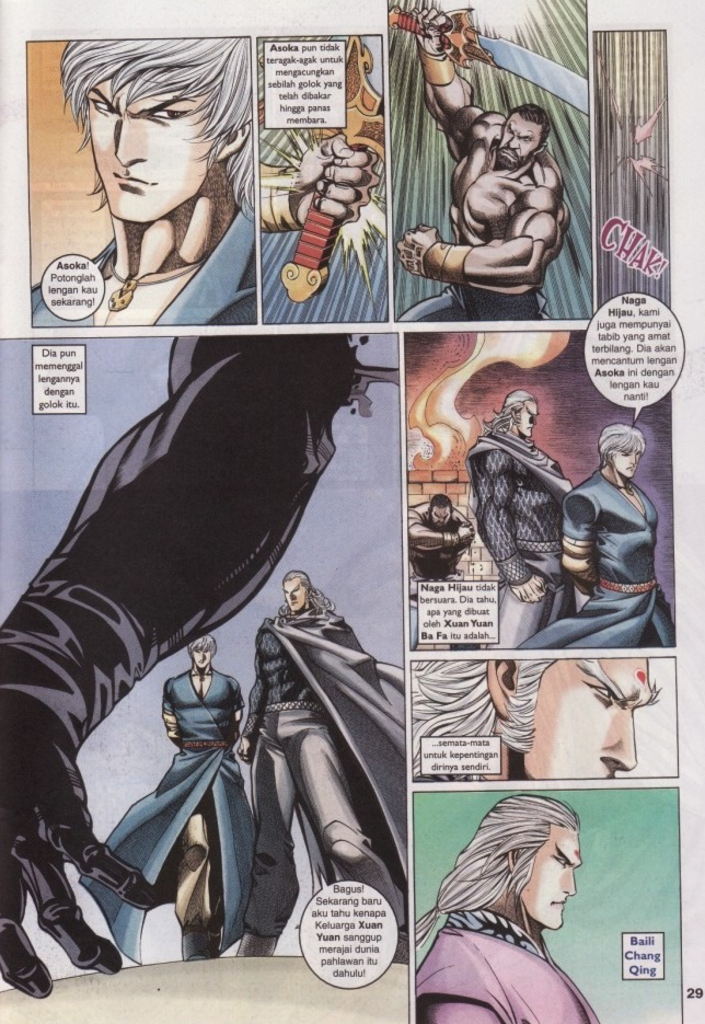 Asoka!
Potonglah
lengan kau
sekarang!
Asoka pun tidak
teragak-agak untuk
mengacungkan
sebilah golok yang
telah dibakar
hingga panas
membara.
CHAK!
Dia pun
memenggal
lengannya
dengan
golok itu.
Bagus!
Sekarang baru
aku tahu kenapa
Keluarga Xuan
Yuan sanggup
merajai dunia
pahlawan itu
dahulu!
Naga
Hijau, kami
juga mempunyai
tabib yang amat
terbilang. Dia akan
mencantum lengan
Asoka ini dengan
lengan kau
nanti!
Naga Hijau tidak
bersuara. Dia tahu,
apa yang dibuat
oleh Xuan Yuan
Ba Fa itu adalah...
...semata-mata
untuk kepentingan
dirinya sendiri.
Baili
Chang
Qing
29